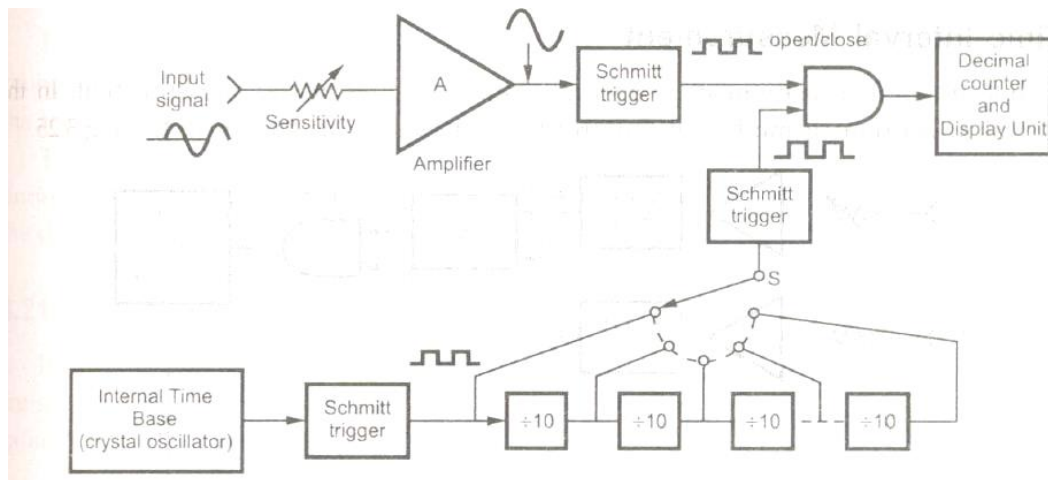 Input
signal
Sensitivity
A
Amplifier
Schmitt
trigger
open/close
Decimal
counter
and
Display Unit
Schmitt
trigger
S
Internal Time
Base
(crystal oscillator)
Schmitt
trigger
÷10
÷10
÷10
÷10